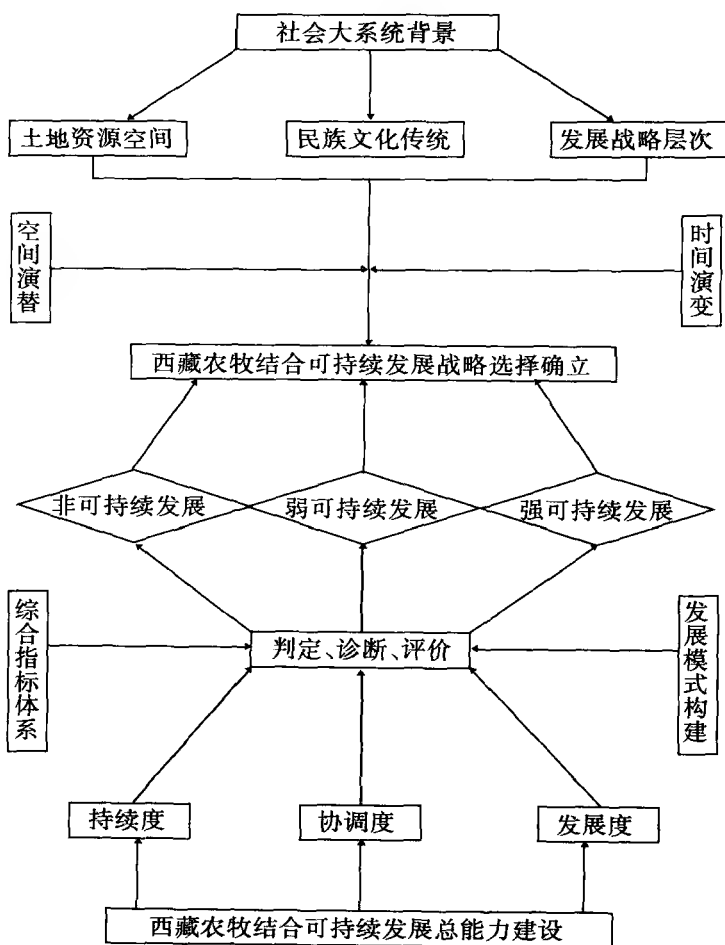 社会大系统背景
土地资源空间
民族文化传统
发展战略层次
空间演替
时间演变
西藏农牧结合可持续发展战略选择确立
非可持续发展
弱可持续发展
强可持续发展
综合指标体系
判定、诊断、评价
发展模式构建
持续度
协调度
发展度
西藏农牧结合可持续发展总能力建设